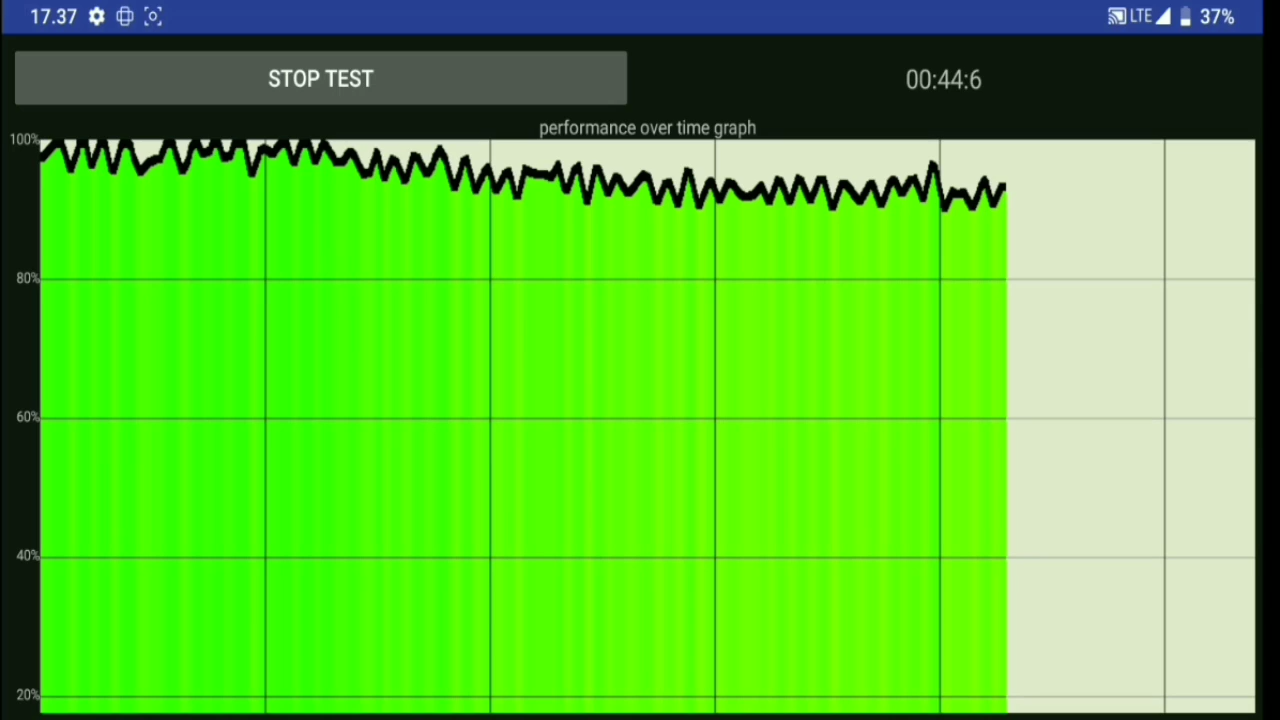 17.37 LTE 37%
STOP TEST 00:44:6
performance over time graph
100%
80%
60%
40%
20%